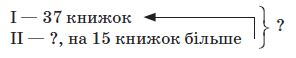 I — 37 книжок
II — ?, на 15 книжок більше
?